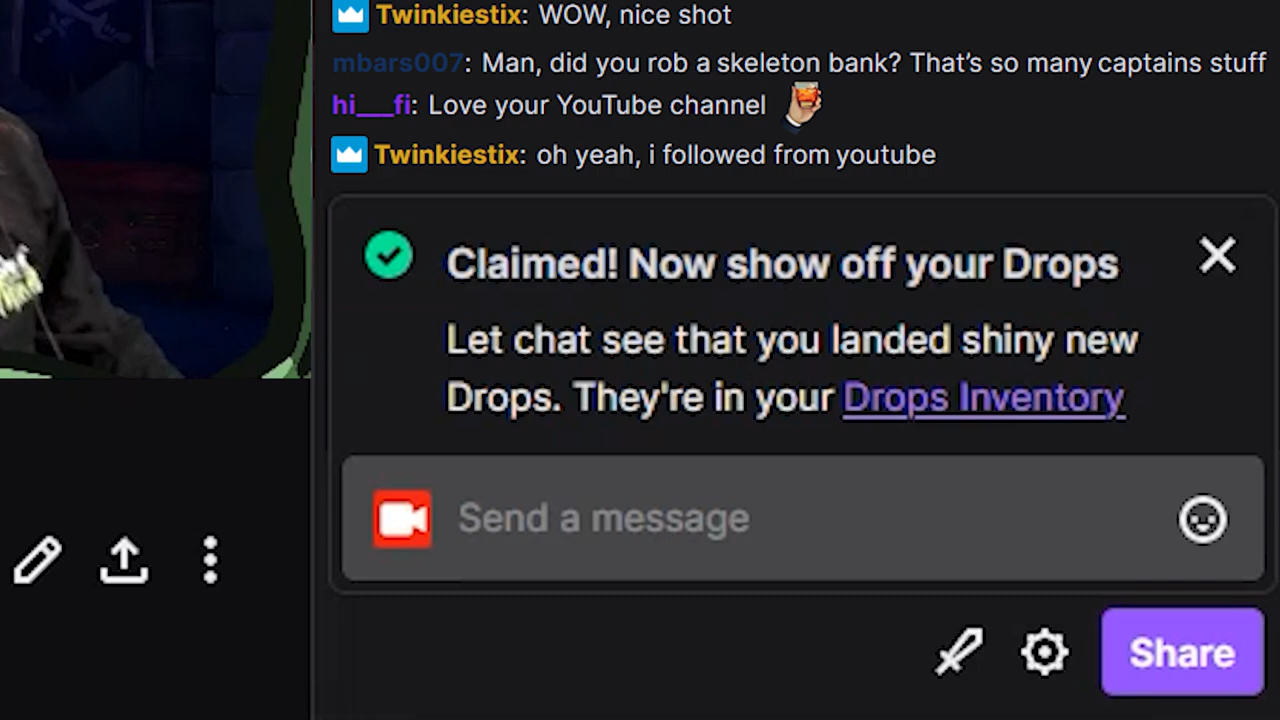 Twinkiestix: WOW, nice shot
mbars007: Man, did you rob a skeleton bank? That's so many captains stuff
hi___fi: Love your YouTube channel
Twinkiestix: oh yeah, i followed from youtube
Claimed! Now show off your Drops
Let chat see that you landed shiny new
Drops. They're in your Drops Inventory
Send a message
Share